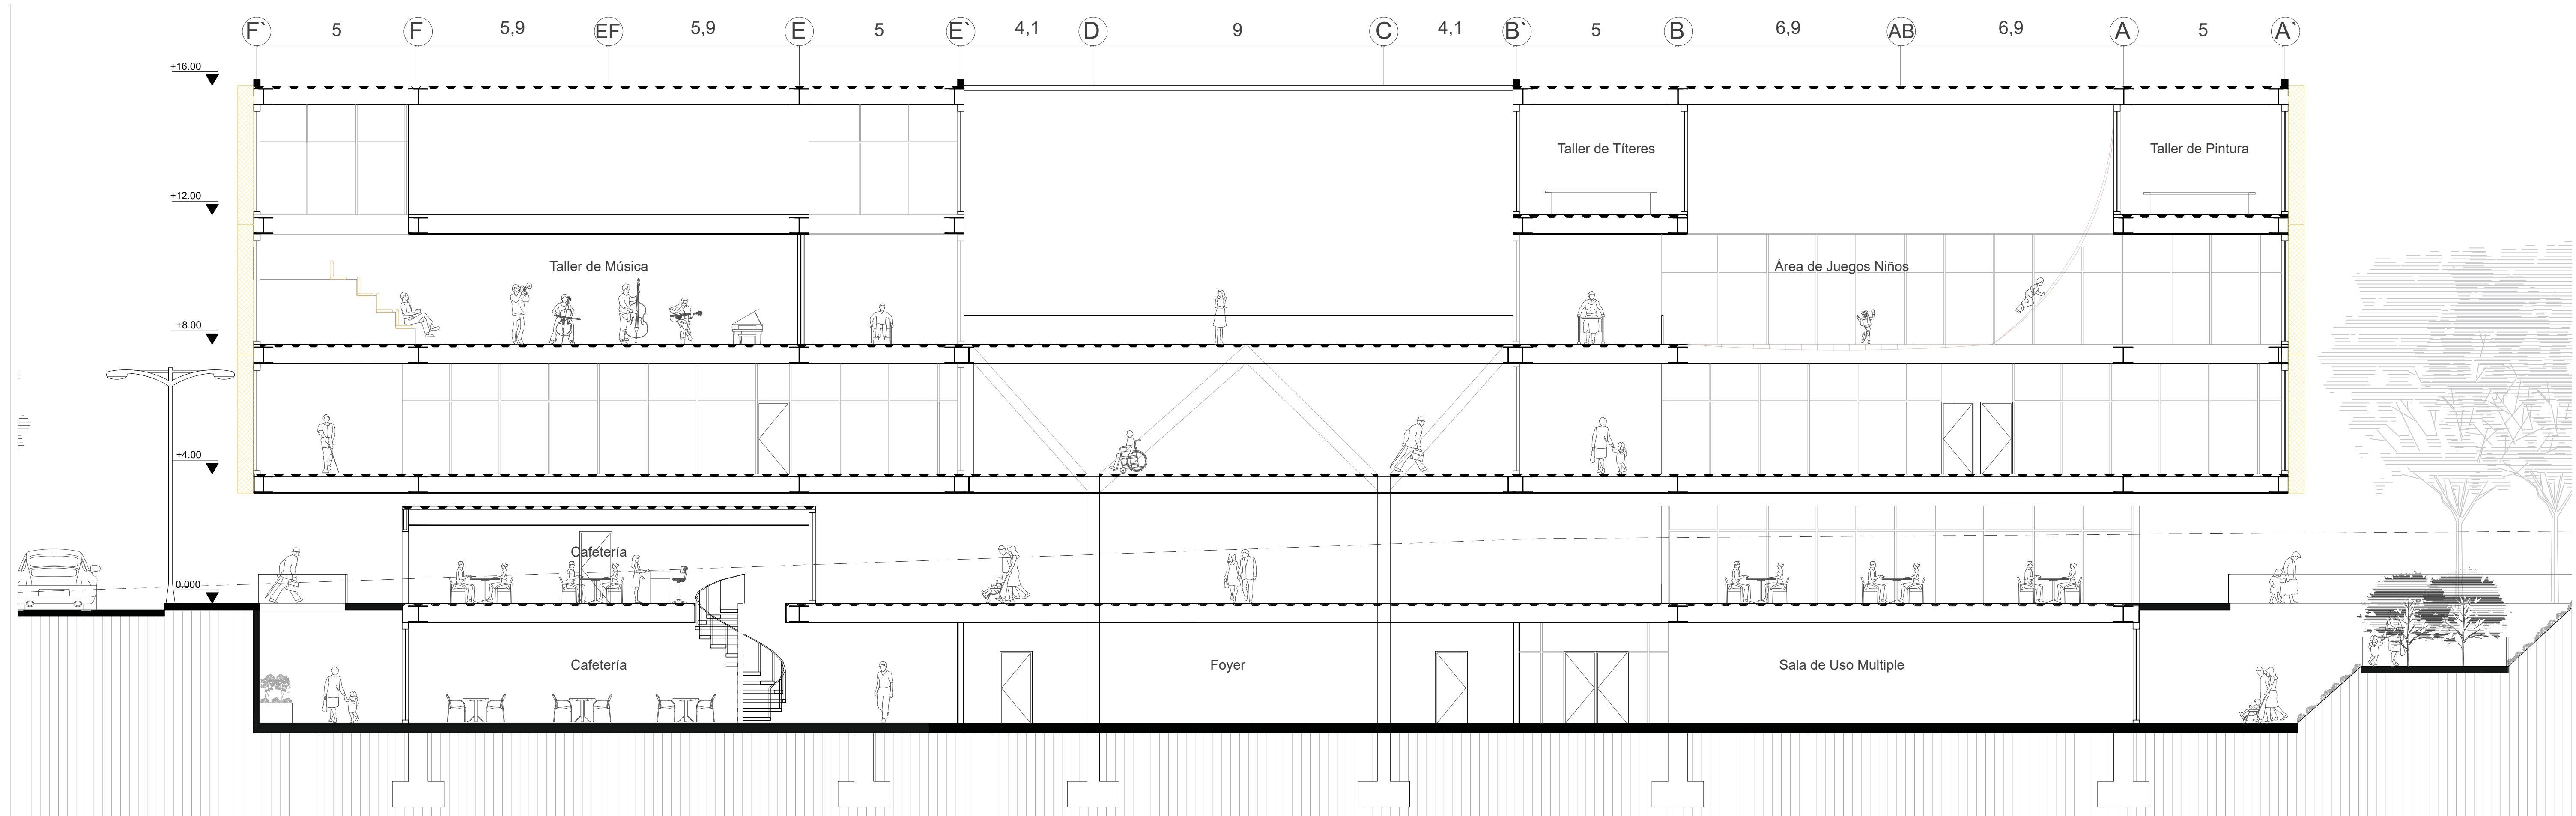 F` 5 F 5,9 EF 5,9 E 5 E` 4,1 D 9 C 4,1 B` 5 B 6,9 AB 6,9 A 5 A`
+16.00
Taller de Títeres
Taller de Pintura
+12.00
Taller de Música
Área de Juegos Niños
+8.00
+4.00
Cafetería
0.000
Cafetería
Foyer
Sala de Uso Multiple